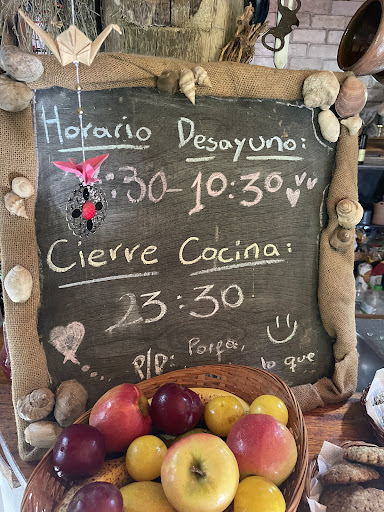 Horario Desayuno:
:30-10:30
Cierre Cocina:
23:30
P/D: Porfa,
lo que